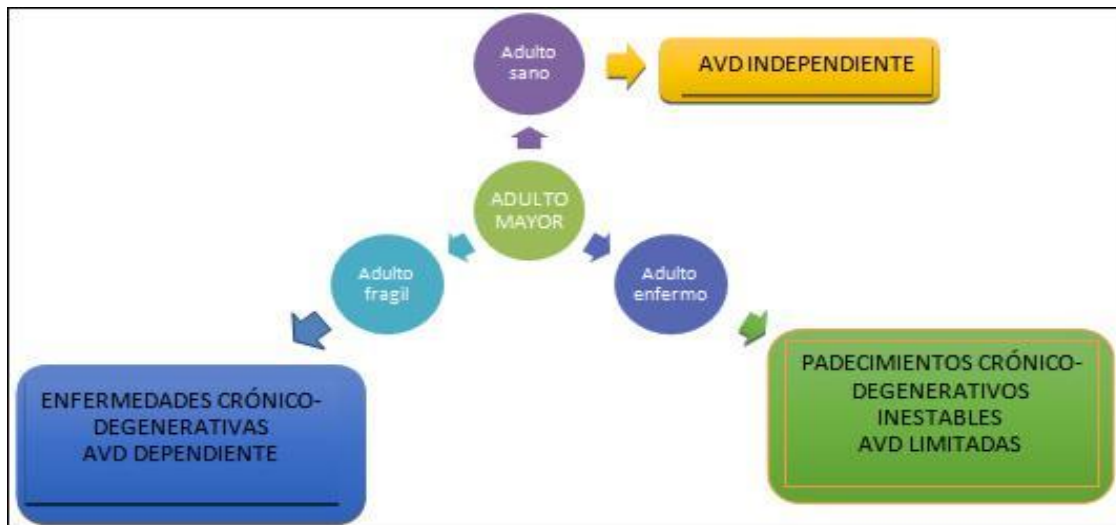 Adulto
sano
AVD INDEPENDIENTE
ADULTO
MAYOR
Adulto
fragil
Adulto
enfermo
ENFERMEDADES CRÓNICO-
DEGENERATIVAS
AVD DEPENDIENTE
PADECIMIENTOS CRÓNICO-
DEGENERATIVOS
INESTABLES
AVD LIMITADAS